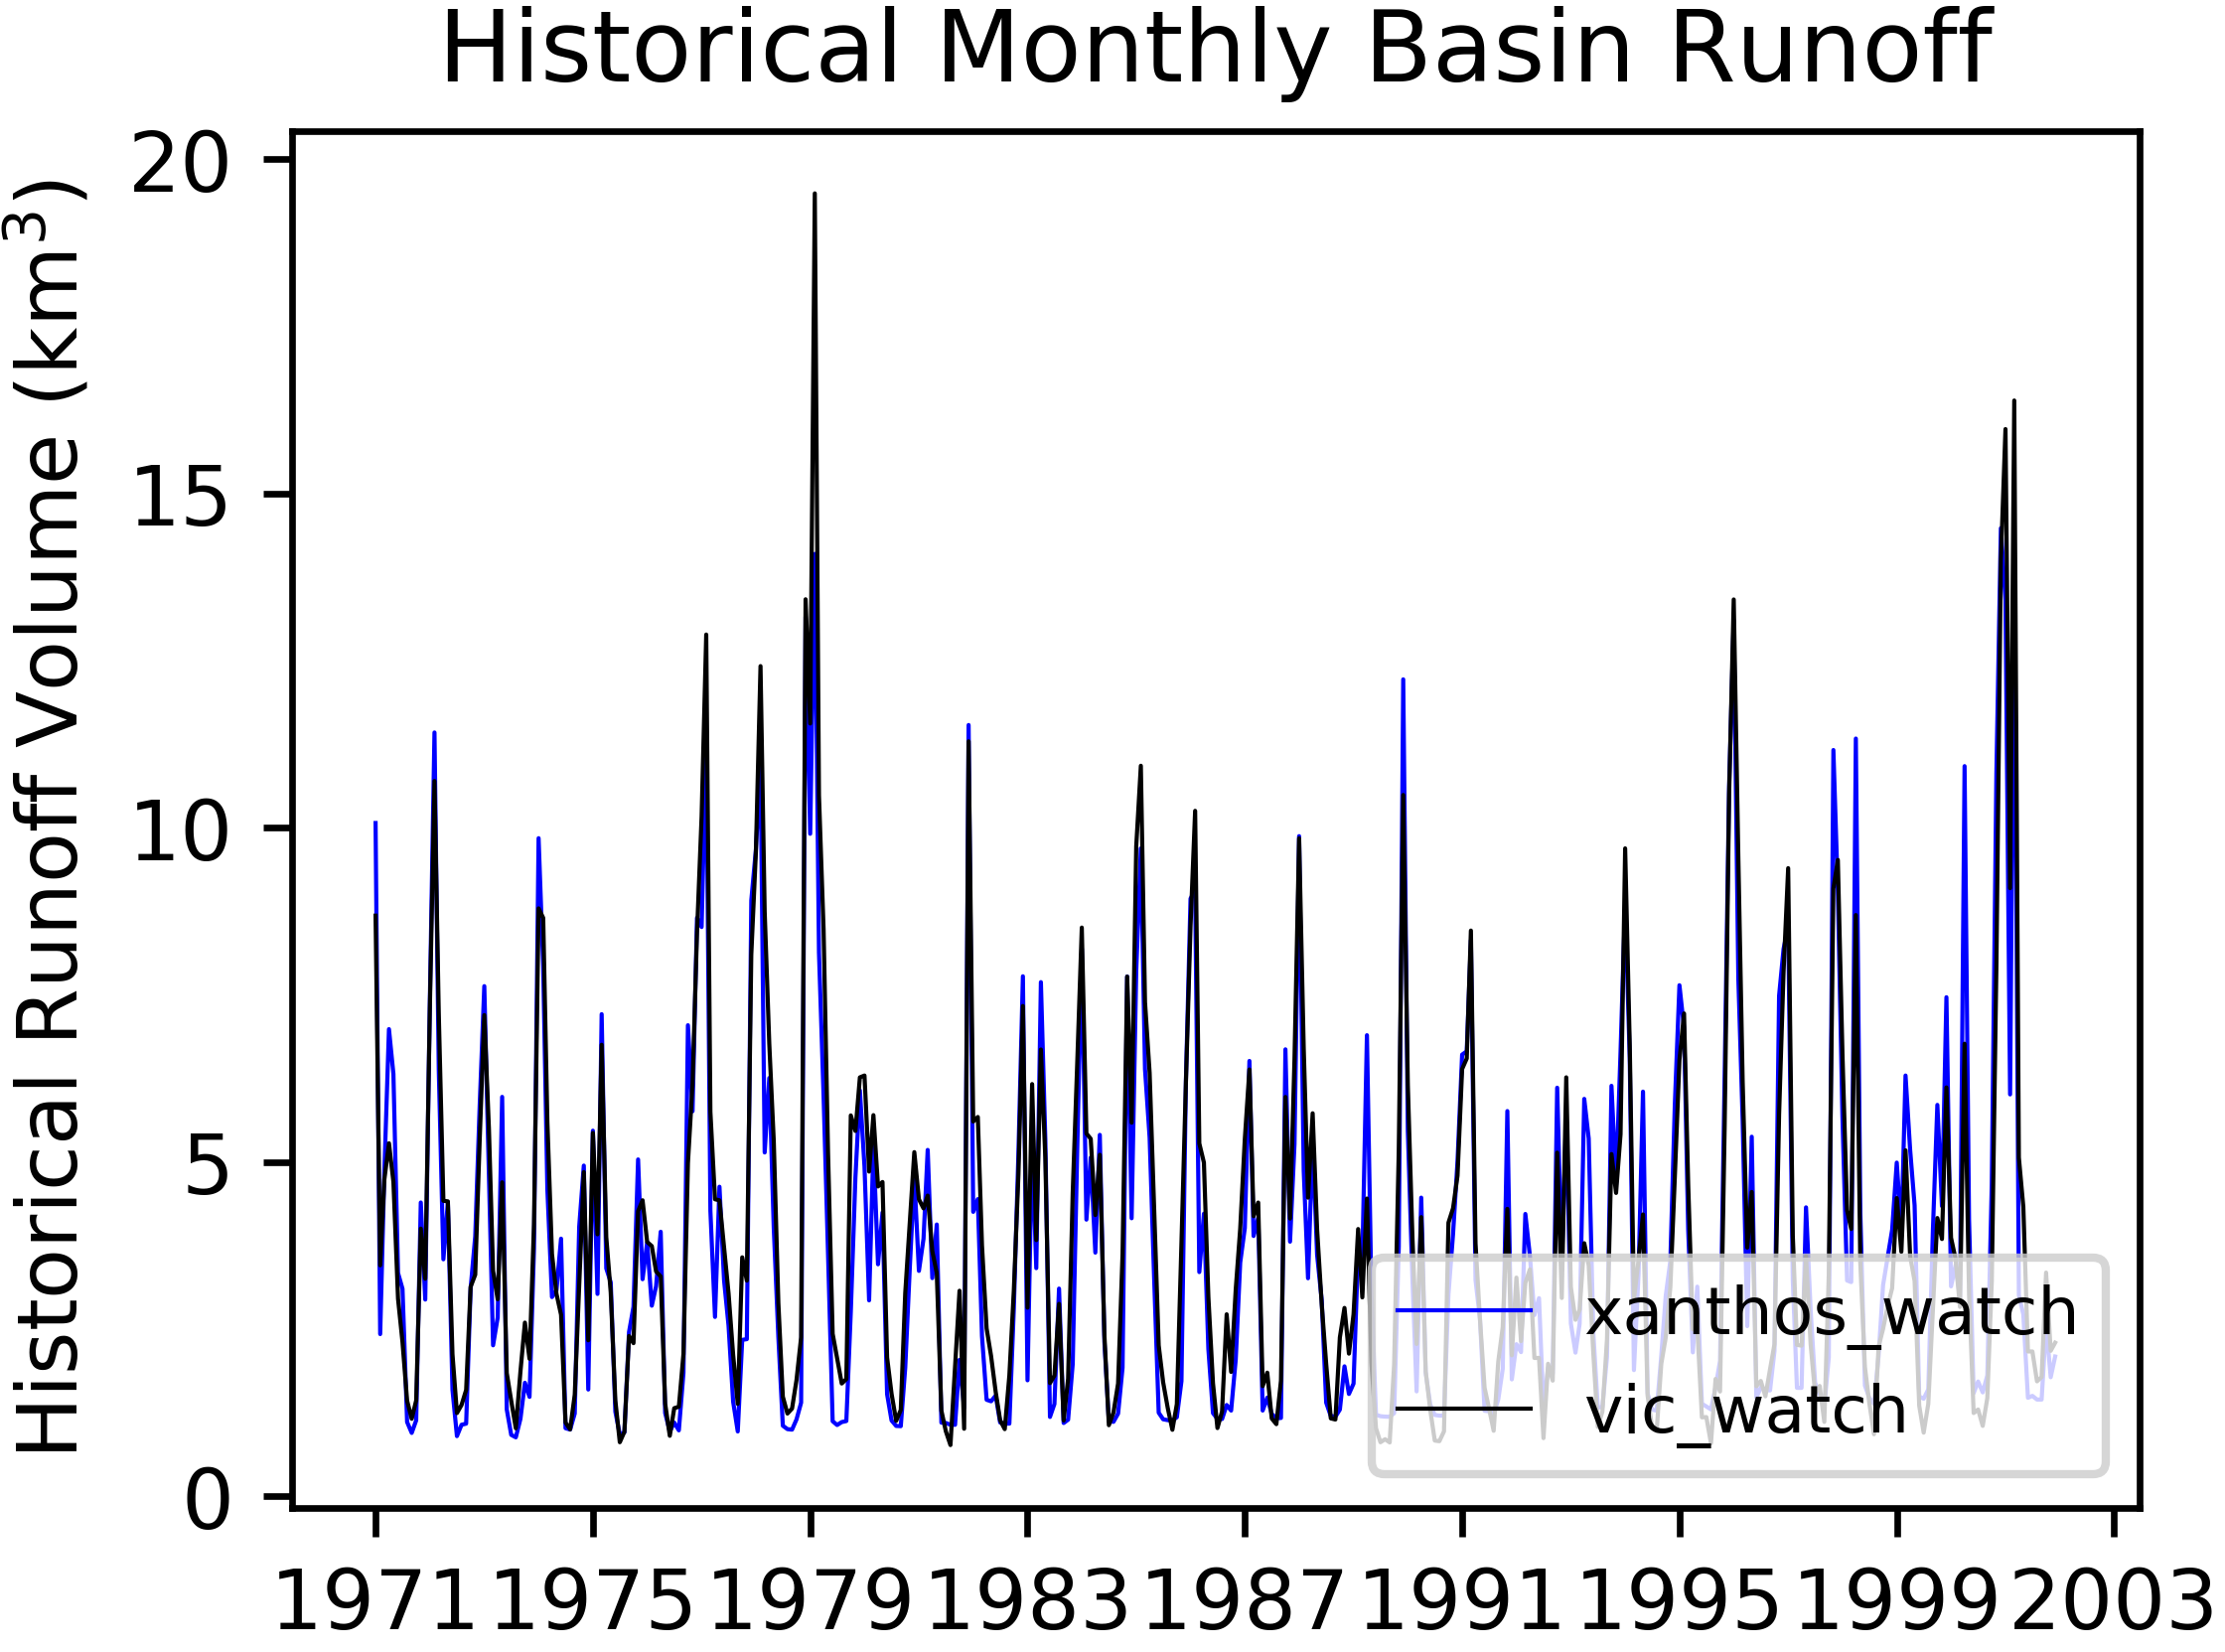 Historical Monthly Basin Runoff
Historical Runoff Volume (km³)
20
15
10
5
0
xanthos_watch
vic_watch
1971 1975 1979 1983 1987 1991 1995 1999 2003